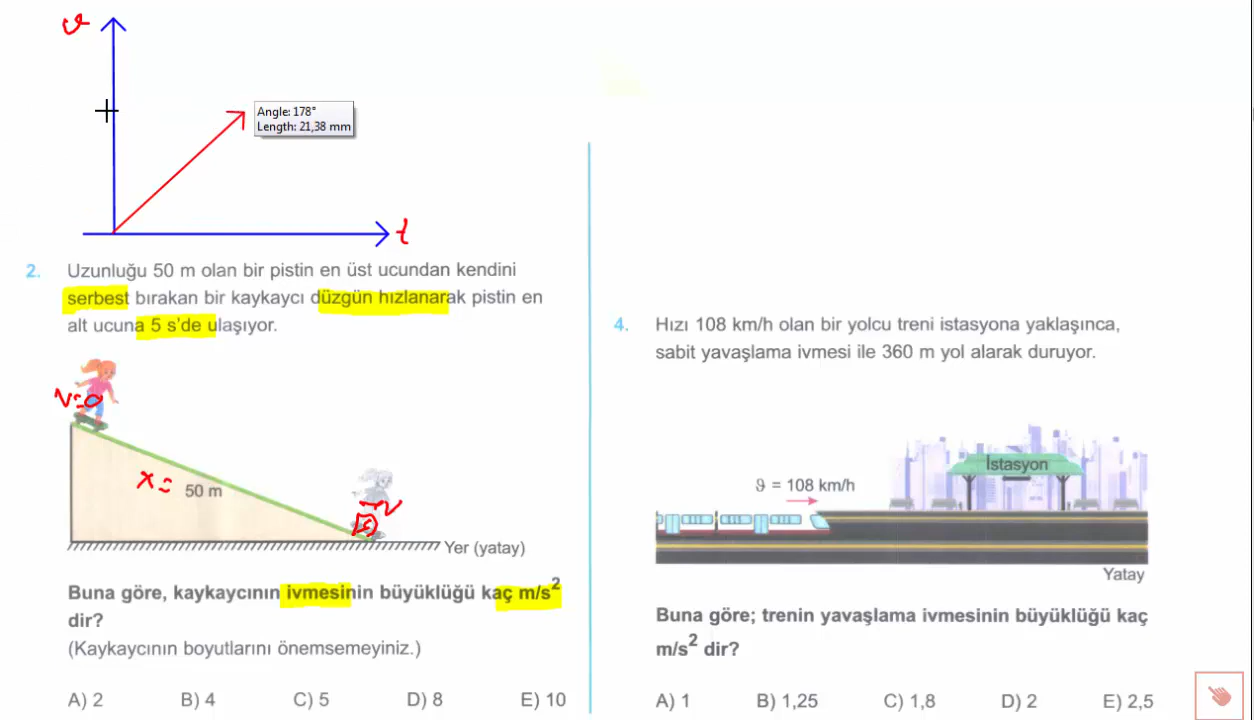 ϑ
Angle: 178°
Length: 21,38 mm
t
2. Uzunluğu 50 m olan bir pistin en üst ucundan kendini
serbest bırakan bir kaykaycı düzgün hızlanarak pistin en
alt ucuna 5 s'de ulaşıyor.
V=0
x = 50 m
Yer (yatay)
Buna göre, kaykaycının ivmesinin büyüklüğü kaç m/s²
dir?
(Kaykaycının boyutlarını önemsemeyiniz.)
A) 2 B) 4 C) 5 D) 8 E) 10
4. Hızı 108 km/h olan bir yolcu treni istasyona yaklaşınca,
sabit yavaşlama ivmesi ile 360 m yol alarak duruyor.
İstasyon
ϑ = 108 km/h
Yatay
Buna göre; trenin yavaşlama ivmesinin büyüklüğü kaç
m/s² dir?
A) 1 B) 1,25 C) 1,8 D) 2 E) 2,5